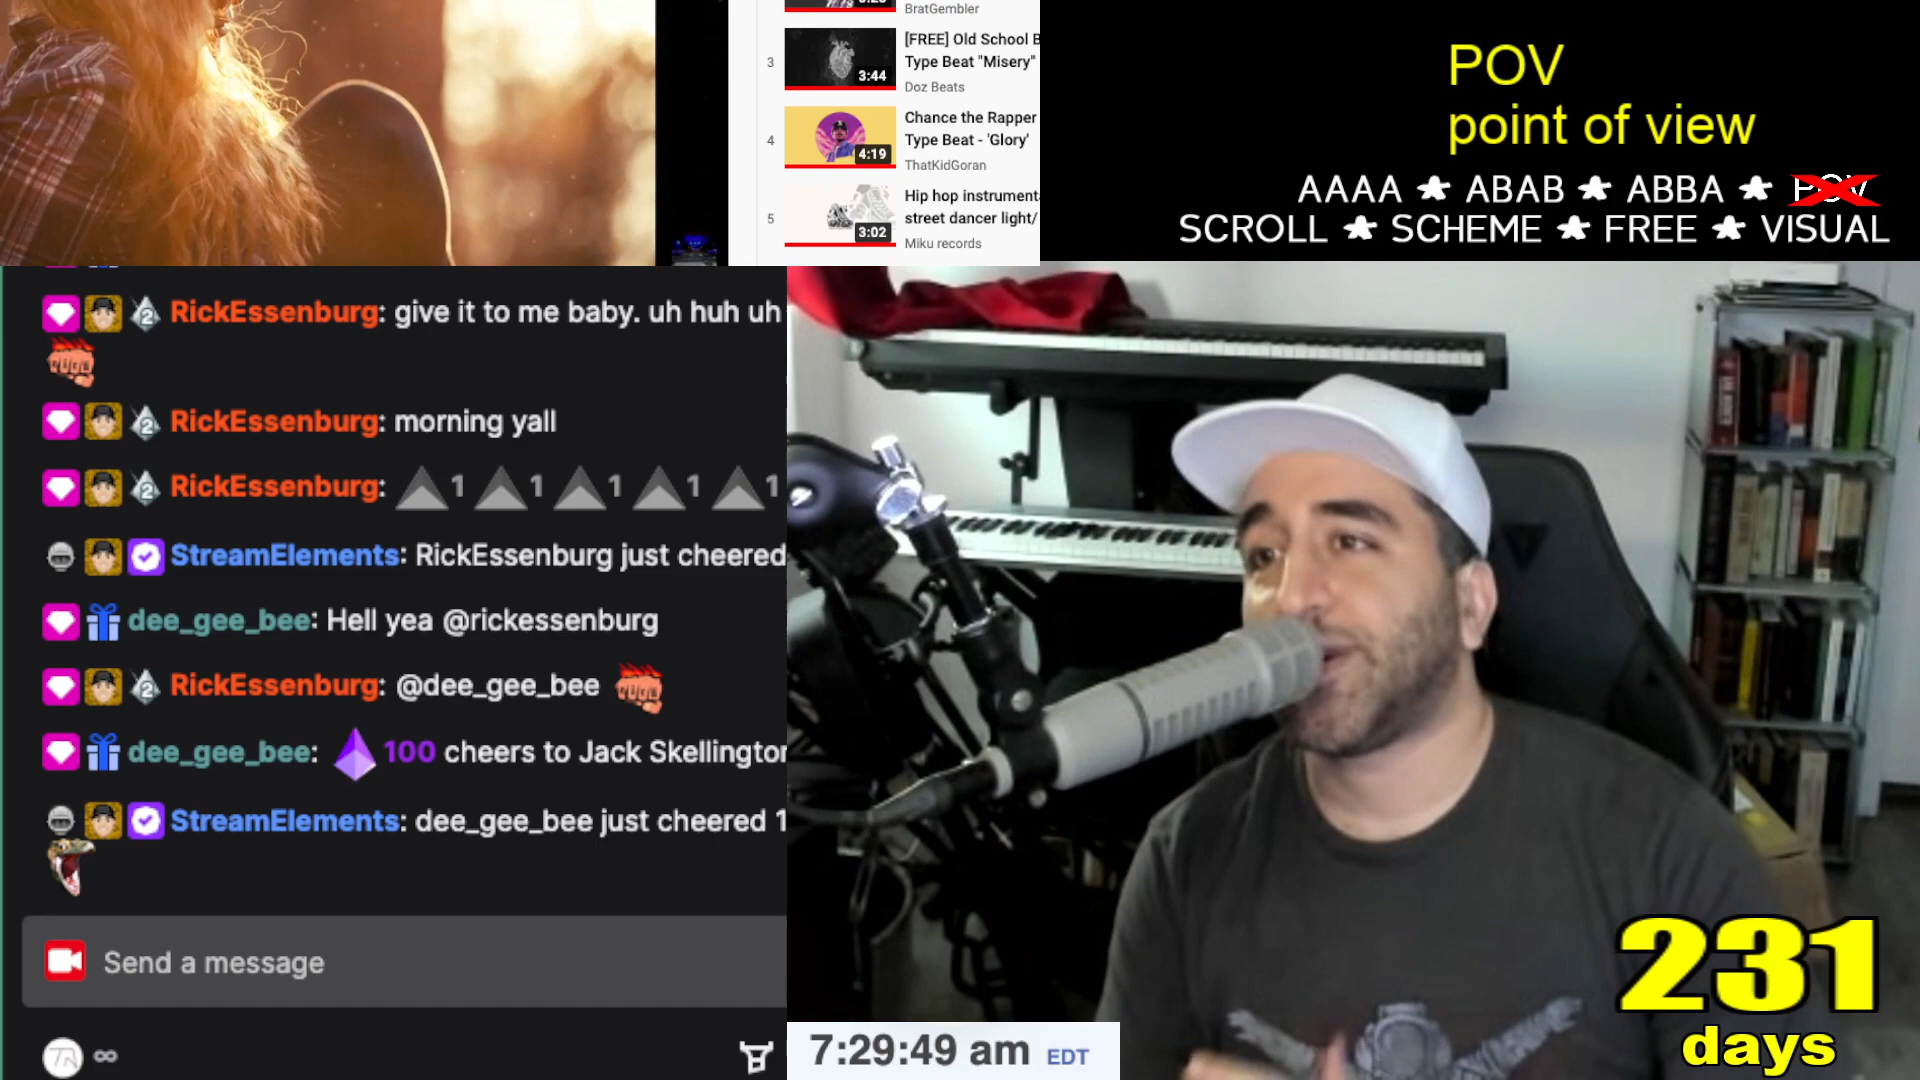 BratGembler
3
[FREE] Old School B
Type Beat "Misery"
3:44
Doz Beats
4
Chance the Rapper
Type Beat - 'Glory'
4:19
ThatKidGoran
5
Hip hop instrument
street dancer light/
3:02
Miku records
POV
point of view
AAAA ABAB ABBA POV
SCROLL SCHEME FREE VISUAL
RickEssenburg: give it to me baby. uh huh uh
RickEssenburg: morning yall
RickEssenburg: 1 1 1 1 1
StreamElements: RickEssenburg just cheered
dee_gee_bee: Hell yea @rickessenburg
RickEssenburg: @dee_gee_bee
dee_gee_bee: 100 cheers to Jack Skellington
StreamElements: dee_gee_bee just cheered 1
Send a message
7:29:49 am EDT
231
days